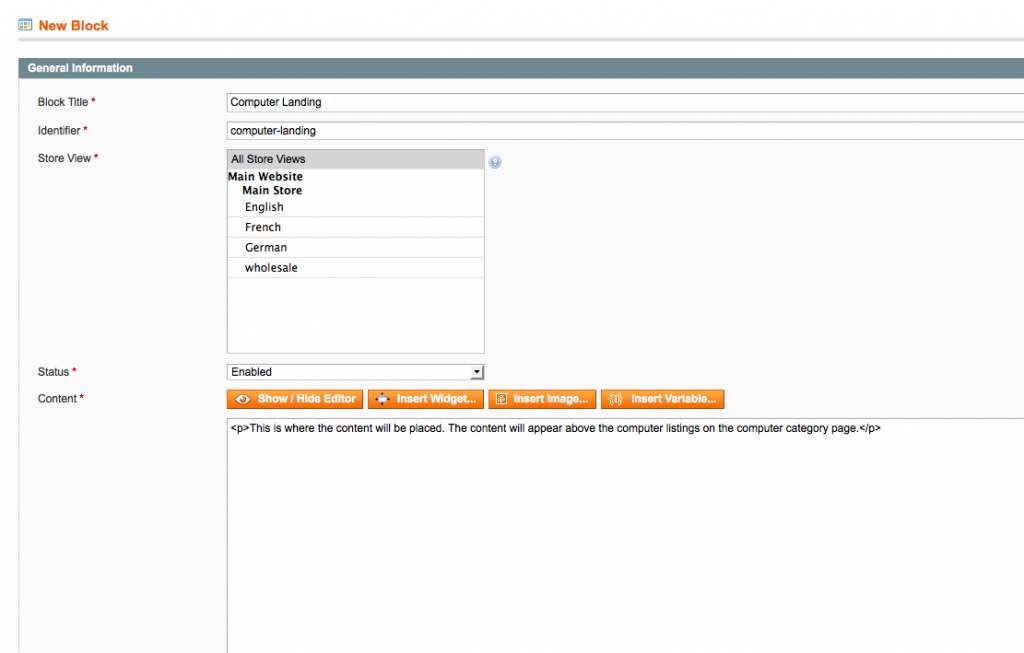 New Block
General Information
Block Title *
Computer Landing
Identifier *
computer-landing
Store View *
All Store Views
Main Website
Main Store
English
French
German
wholesale
Status *
Enabled
Content *
Show / Hide Editor Insert Widget... Insert Image... Insert Variable...
<p>This is where the content will be placed. The content will appear above the computer listings on the computer category page.</p>